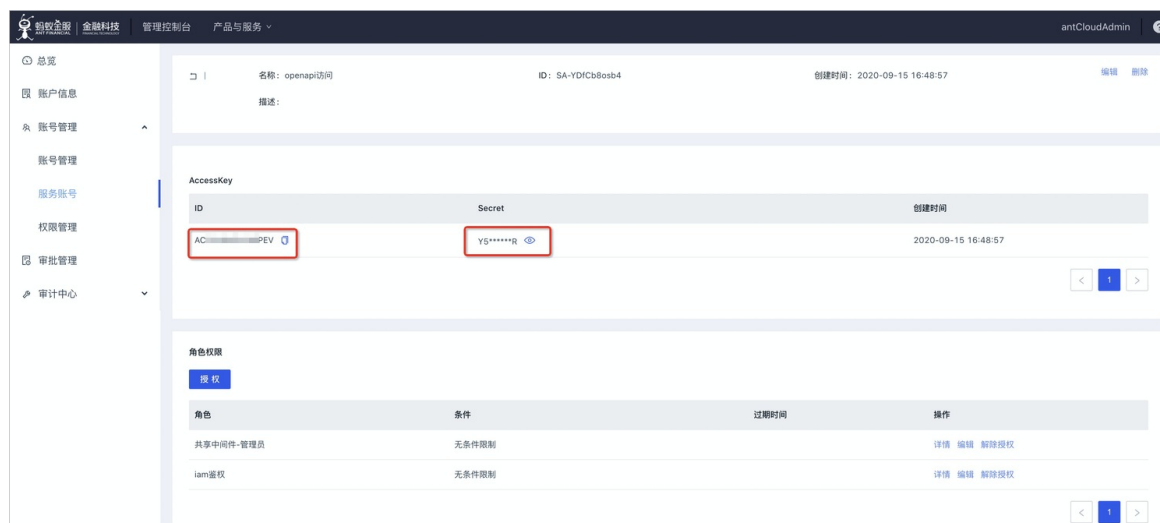 蚂蚁金服 | 金融科技 管理控制台 产品与服务 antCloudAdmin
ANT FINANCIAL FINANCIAL TECHNOLOGY
总览
名称: openapi访问 ID: SA-YDfCb8osb4 创建时间: 2020-09-15 16:48:57 编辑 删除
账户信息
描述:
账号管理
账号管理
AccessKey
服务账号
ID Secret 创建时间
权限管理
AC PEV Y5******R 2020-09-15 16:48:57
审批管理
审计中心
< 1 >
角色权限
授 权
角色 条件 过期时间 操作
共享中间件-管理员 无条件限制 详情 编辑 解除授权
iam鉴权 无条件限制 详情 编辑 解除授权
< 1 >